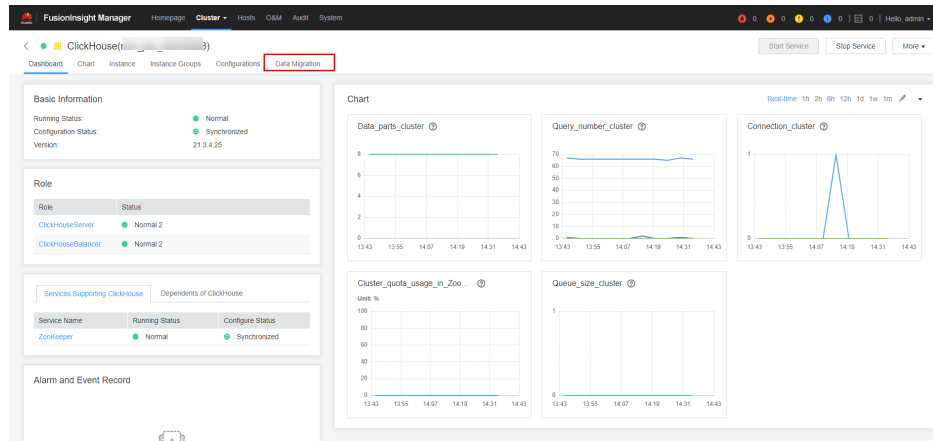 FusionInsight Manager Homepage Cluster Hosts O&M Audit System 0 0 0 0 0 Hello, admin
ClickHouse( 3) Start Service Stop Service More
Dashboard Chart Instance Instance Groups Configurations Data Migration
Basic Information
Running Status: Normal
Configuration Status: Synchronized
Version: 21.3.4.25
Role
Role Status
ClickHouseServer Normal 2
ClickHouseBalancer Normal 2
Services Supporting ClickHouse Dependents of ClickHouse
Service Name Running Status Configure Status
ZooKeeper Normal Synchronized
Alarm and Event Record
Chart Real-time 1h 2h 6h 12h 1d 1w 1m
Data_parts_cluster
8
6
4
2
0
13:43 13:55 14:07 14:19 14:31 14:43
Query_number_cluster
70
60
50
40
30
20
10
0
13:43 13:55 14:07 14:19 14:31 14:43
Connection_cluster
1
0
13:43 13:55 14:07 14:19 14:31 14:43
Cluster_quota_usage_in_Zoo...
Unit: %
100
80
60
40
20
0
13:43 13:55 14:07 14:19 14:31 14:43
Queue_size_cluster
1
0
13:43 13:55 14:07 14:19 14:31 14:43